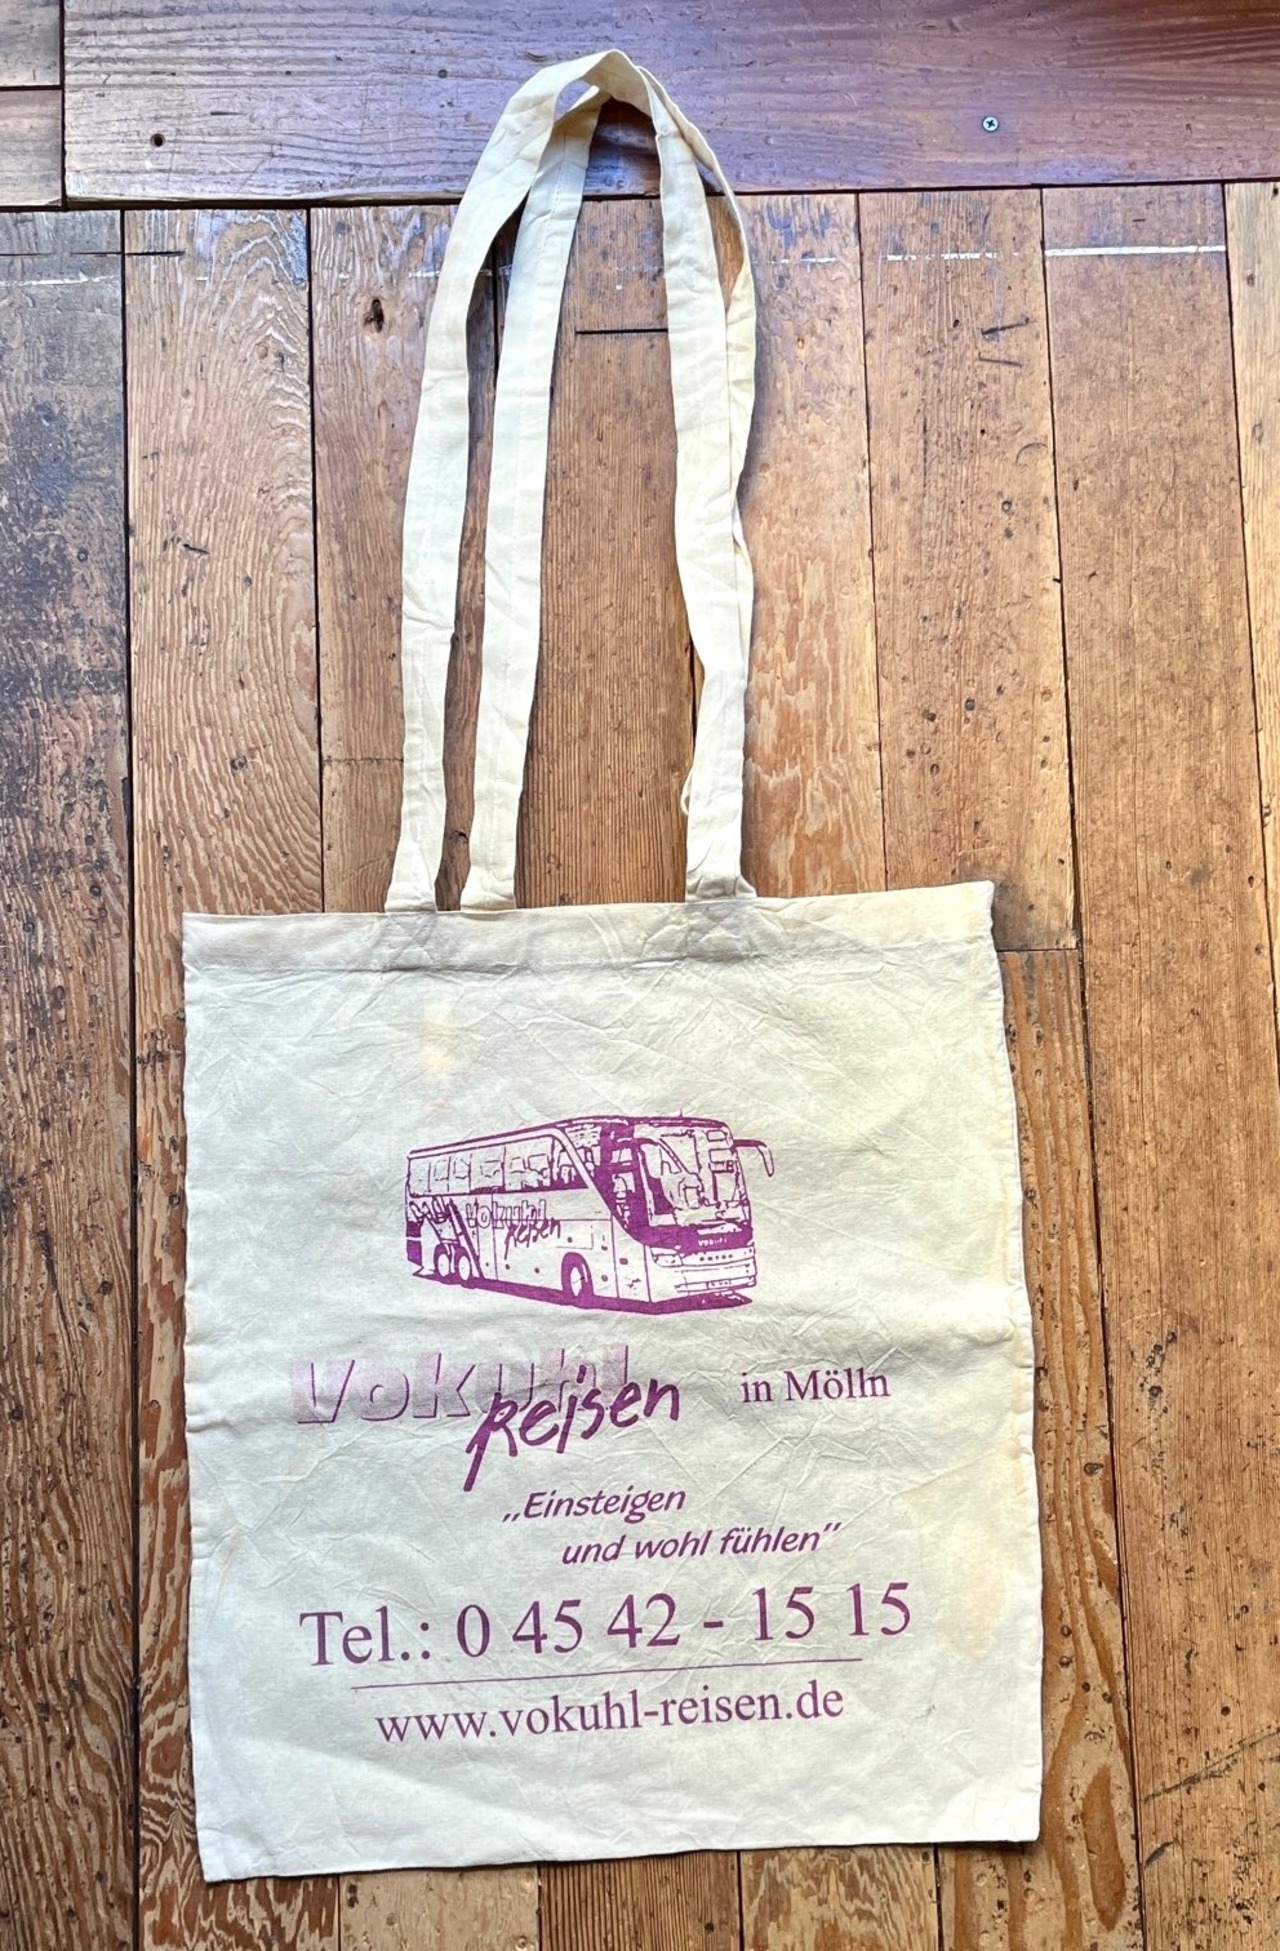 Vokuhl
Reisen
VOKUHL
Vokuhl
Reisen
in Mölln
„Einsteigen
und wohl fühlen”
Tel.: 0 45 42 - 15 15
www.vokuhl-reisen.de